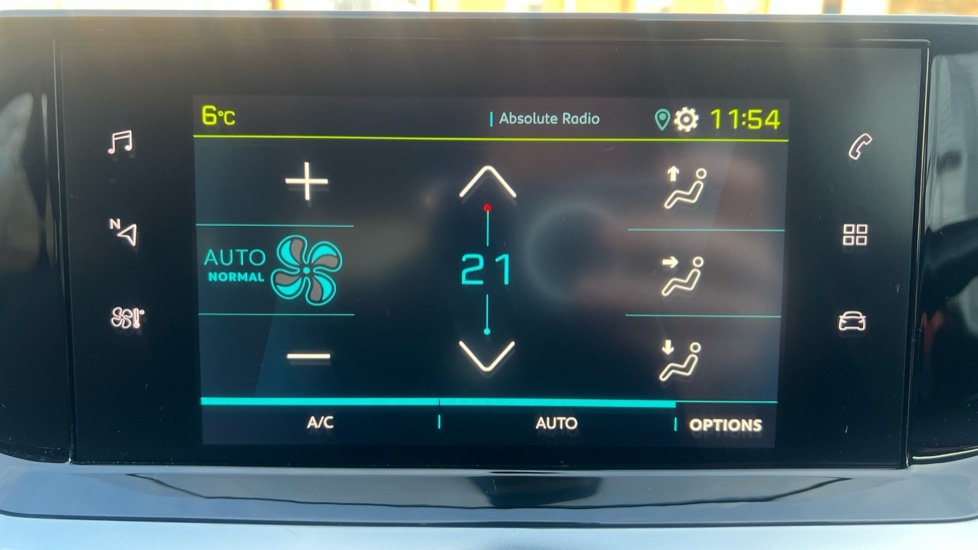 6°C
Absolute Radio
11:54
N
AUTO
NORMAL
21
A/C
AUTO
OPTIONS